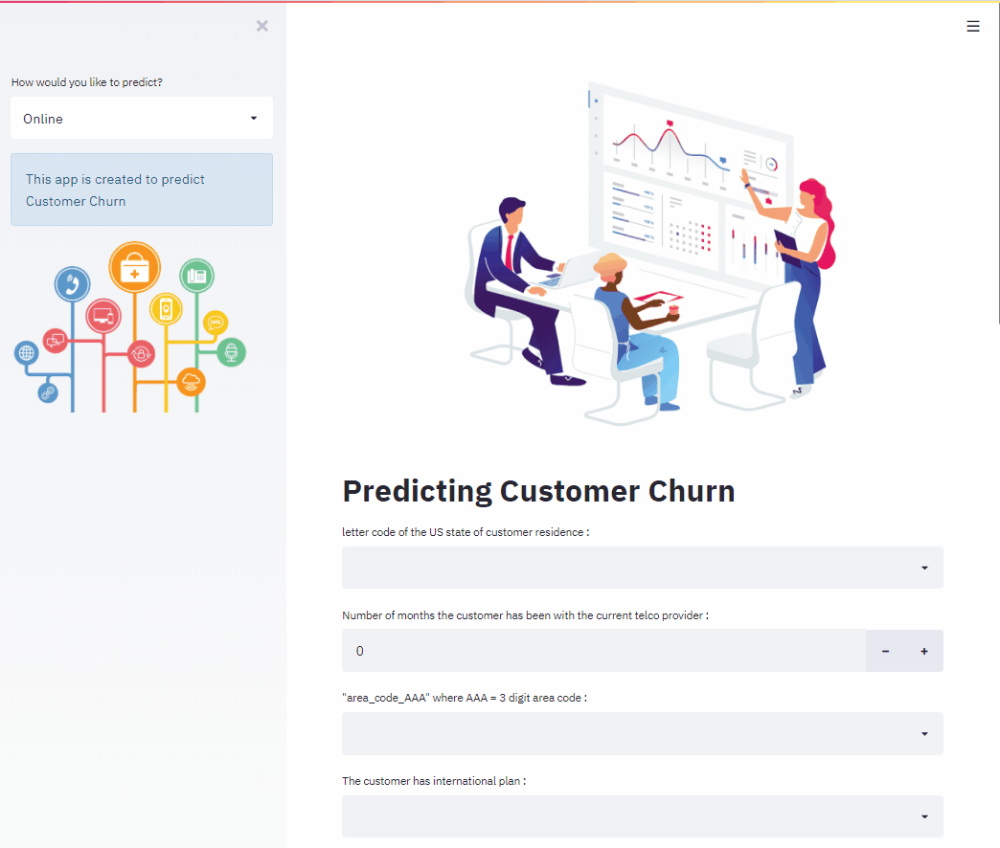 How would you like to predict?
Online
This app is created to predict
Customer Churn
SMS
Predicting Customer Churn
letter code of the US state of customer residence :
Number of months the customer has been with the current telco provider :
0
"area_code_AAA" where AAA = 3 digit area code :
The customer has international plan :